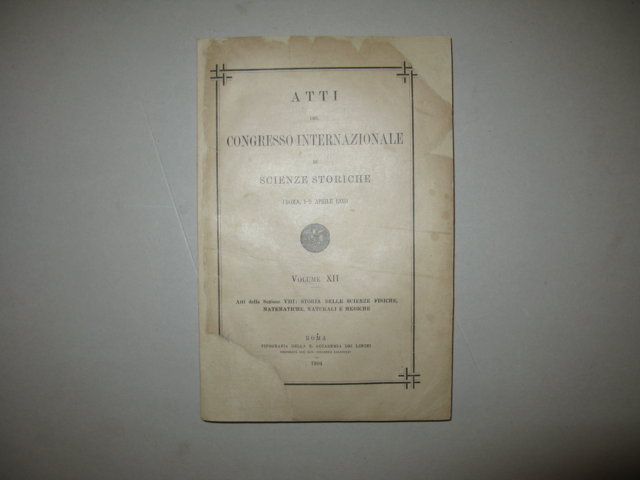 ATTI
DEL
CONGRESSO INTERNAZIONALE
DI
SCIENZE STORICHE
(ROMA, 1-9 APRILE 1903)
VOLUME XII
Atti della Sezione VIII: STORIA DELLE SCIENZE FISICHE,
MATEMATICHE, NATURALI E MEDICHE
ROMA
TIPOGRAFIA DELLA R. ACCADEMIA DEI LINCEI
1904